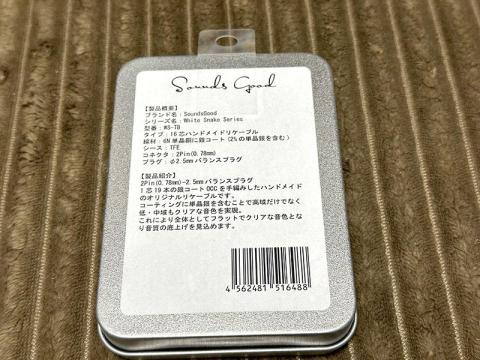 Sounds Good
【製品概要】
ブランド名：SoundsGood
シリーズ名：White Snake Series
型番：WS-TB
タイプ：16芯ハンドメイドリケーブル
線材：6N単晶銅に銀コート(2%の単晶銀を含む)
シース：TFE
コネクタ：2Pin(0.78mm)
プラグ：φ2.5mmバランスプラグ
【製品紹介】
2Pin(0.78mm)-2.5mmバランスプラグ
1芯19本の銀コートOCCを手編みしたハンドメイド
のオリジナルリケーブルです。
コーティングに単晶銀を含むことで高域だけでなく
低・中域もクリアな音色を実現。
これにより全体としてフラットでクリアな音色とな
り音質の底上げを見込めます。
4 562481 516488